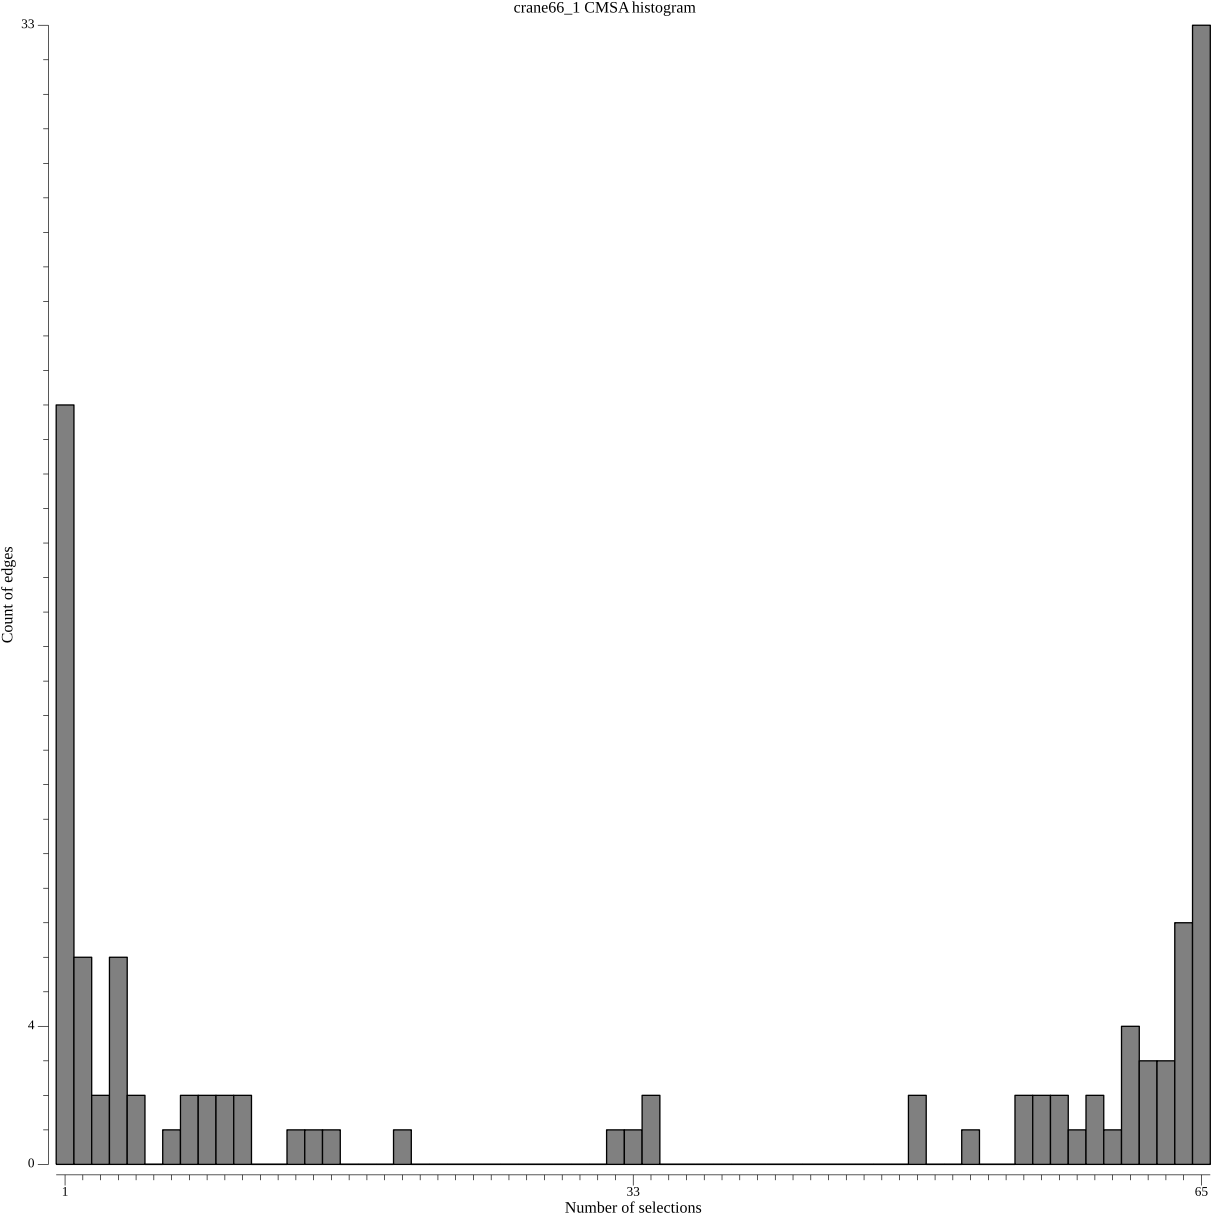 crane66_1 CMSA histogram
33
Count of edges
4
0
1 33 65
Number of selections